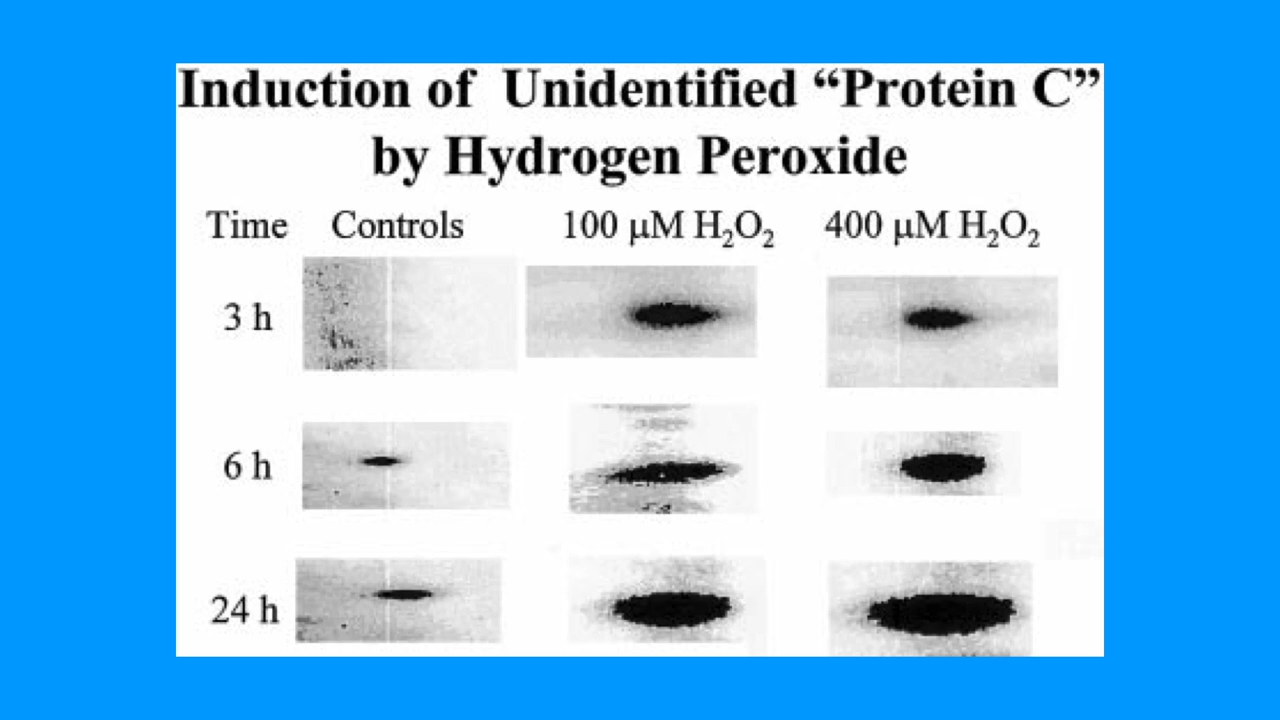 Induction of Unidentified “Protein C”
by Hydrogen Peroxide
Time Controls 100 μM H₂O₂ 400 μM H₂O₂
3 h
6 h
24 h